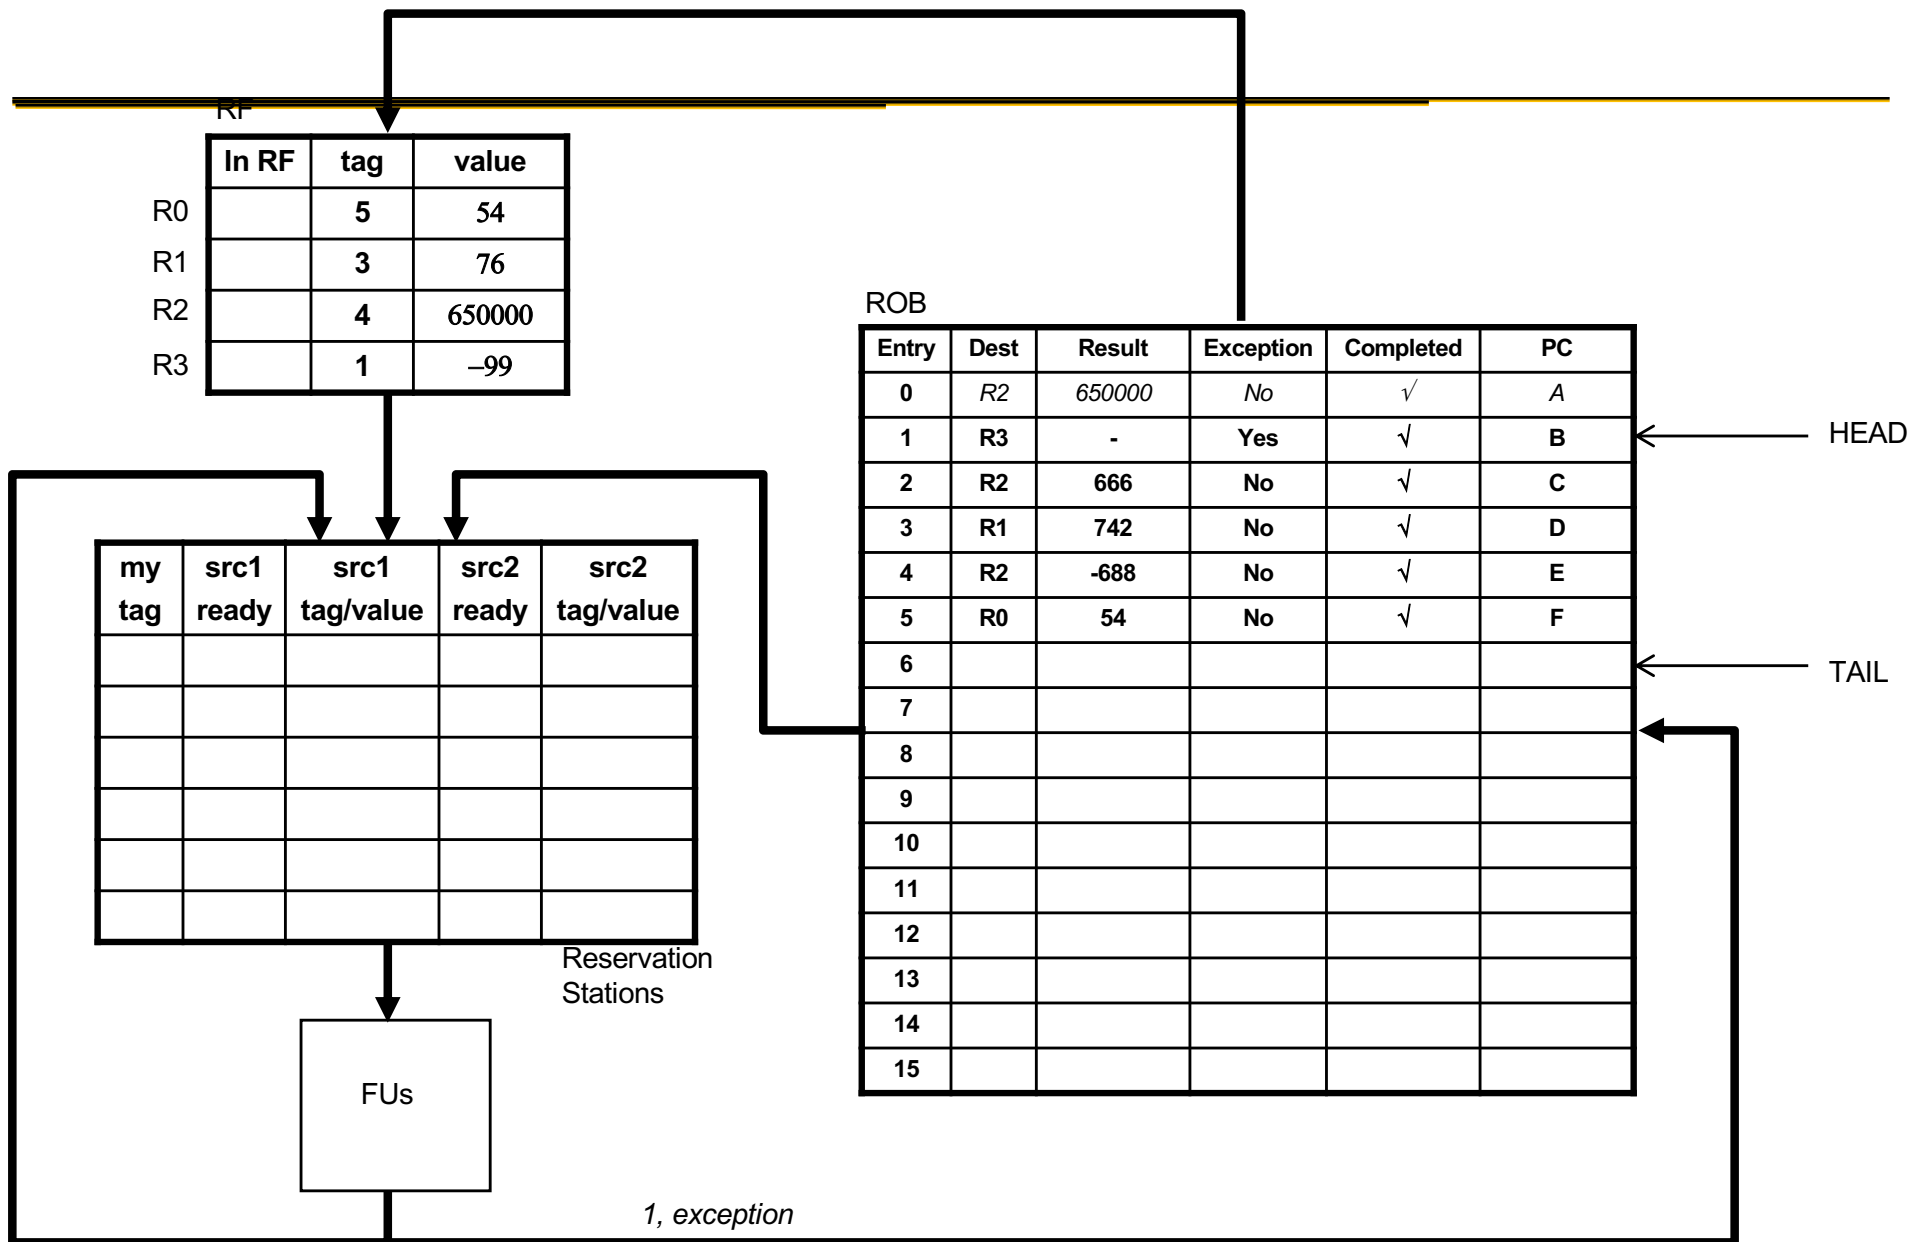 RF
In RF tag value
R0 5 54
R1 3 76
R2 4 650000
R3 1 –99
ROB
Entry Dest Result Exception Completed PC
0 R2 650000 No √ A
1 R3 - Yes √ B
HEAD
2 R2 666 No √ C
3 R1 742 No √ D
4 R2 -688 No √ E
5 R0 54 No √ F
6
TAIL
7
8
9
10
11
12
13
14
15
my tag src1 ready src1 tag/value src2 ready src2 tag/value
Reservation
Stations
FUs
1, exception